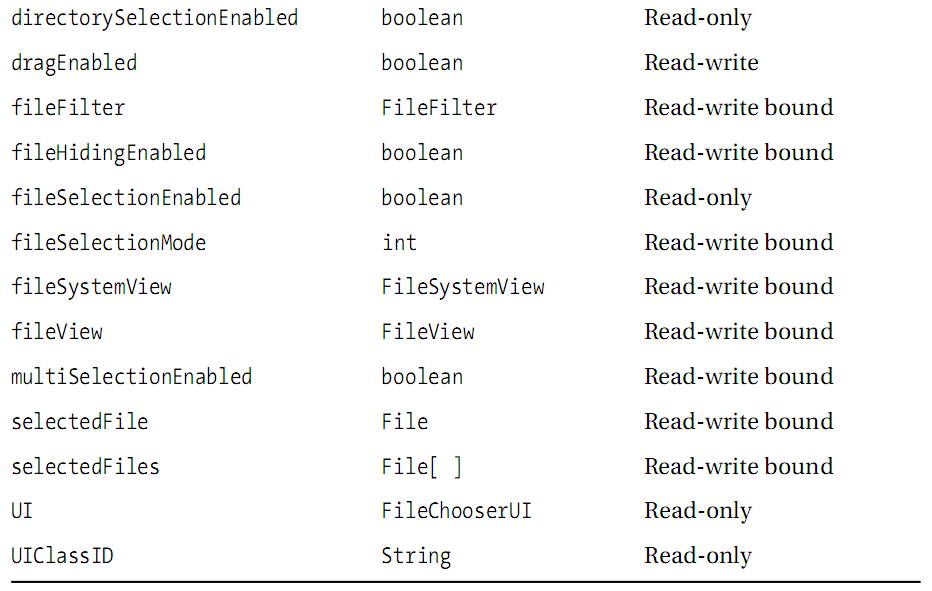 directorySelectionEnabled boolean Read-only
dragEnabled boolean Read-write
fileFilter FileFilter Read-write bound
fileHidingEnabled boolean Read-write bound
fileSelectionEnabled boolean Read-only
fileSelectionMode int Read-write bound
fileSystemView FileSystemView Read-write bound
fileView FileView Read-write bound
multiSelectionEnabled boolean Read-write bound
selectedFile File Read-write bound
selectedFiles File[ ] Read-write bound
UI FileChooserUI Read-only
UIClassID String Read-only